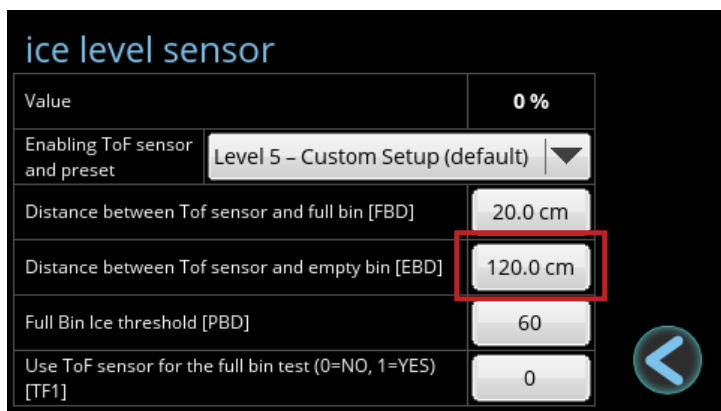 ice level sensor
Value
0 %
Enabling ToF sensor
and preset
Level 5 – Custom Setup (default)
Distance between Tof sensor and full bin [FBD]
20.0 cm
Distance between Tof sensor and empty bin [EBD]
120.0 cm
Full Bin Ice threshold [PBD]
60
Use ToF sensor for the full bin test (0=NO, 1=YES)
[TF1]
0